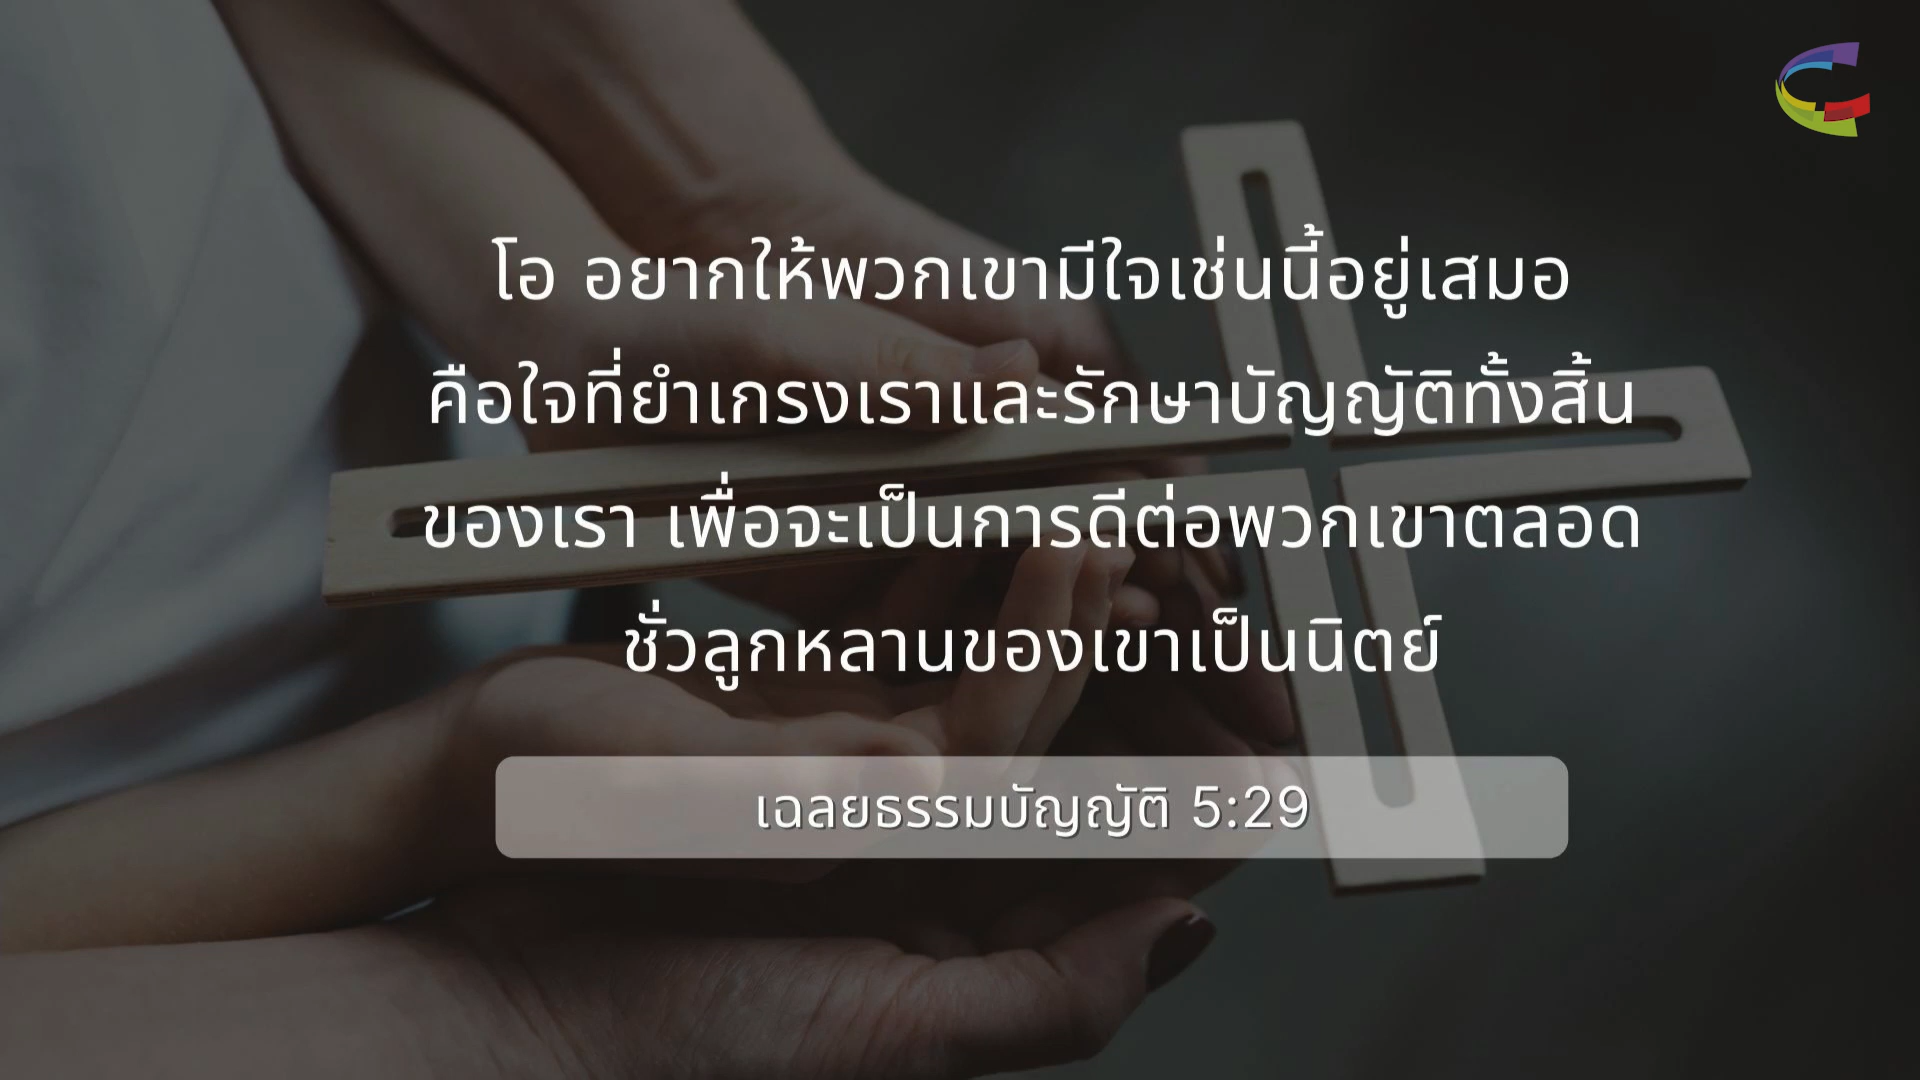 โอ อยากให้พวกเขามีใจเช่นนี้อยู่เสมอ
คือใจที่ยำเกรงเราและรักษาบัญญัติทั้งสิ้น
ของเรา เพื่อจะเป็นการดีต่อพวกเขาตลอด
ชั่วลูกหลานของเขาเป็นนิตย์
เฉลยธรรมบัญญัติ 5:29